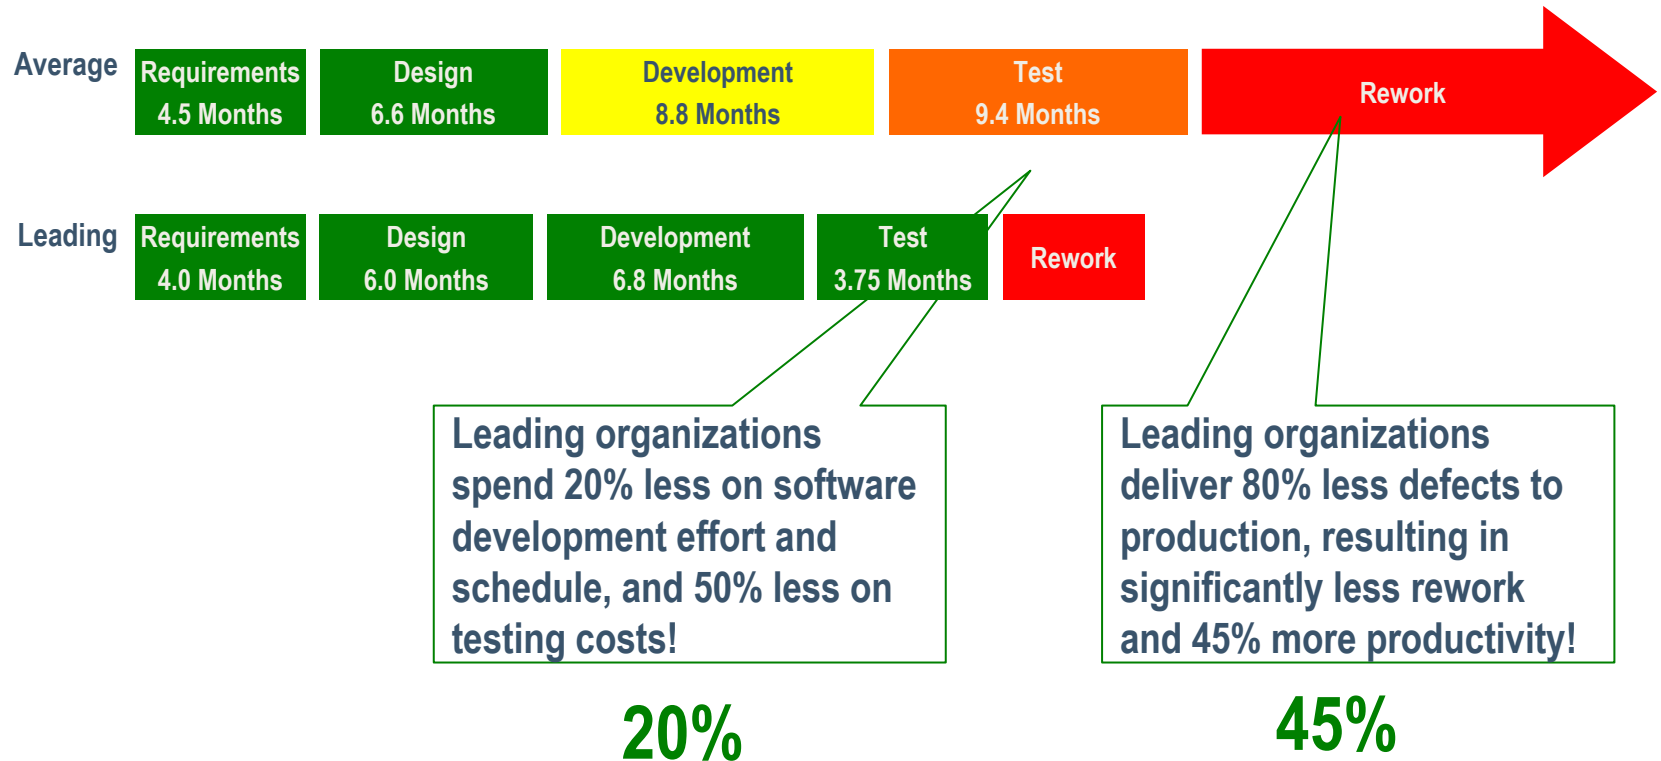 Average
Requirements
4.5 Months
Design
6.6 Months
Development
8.8 Months
Test
9.4 Months
Rework
Leading
Requirements
4.0 Months
Design
6.0 Months
Development
6.8 Months
Test
3.75 Months
Rework
Leading organizations
spend 20% less on software
development effort and
schedule, and 50% less on
testing costs!
Leading organizations
deliver 80% less defects to
production, resulting in
significantly less rework
and 45% more productivity!
20%
45%